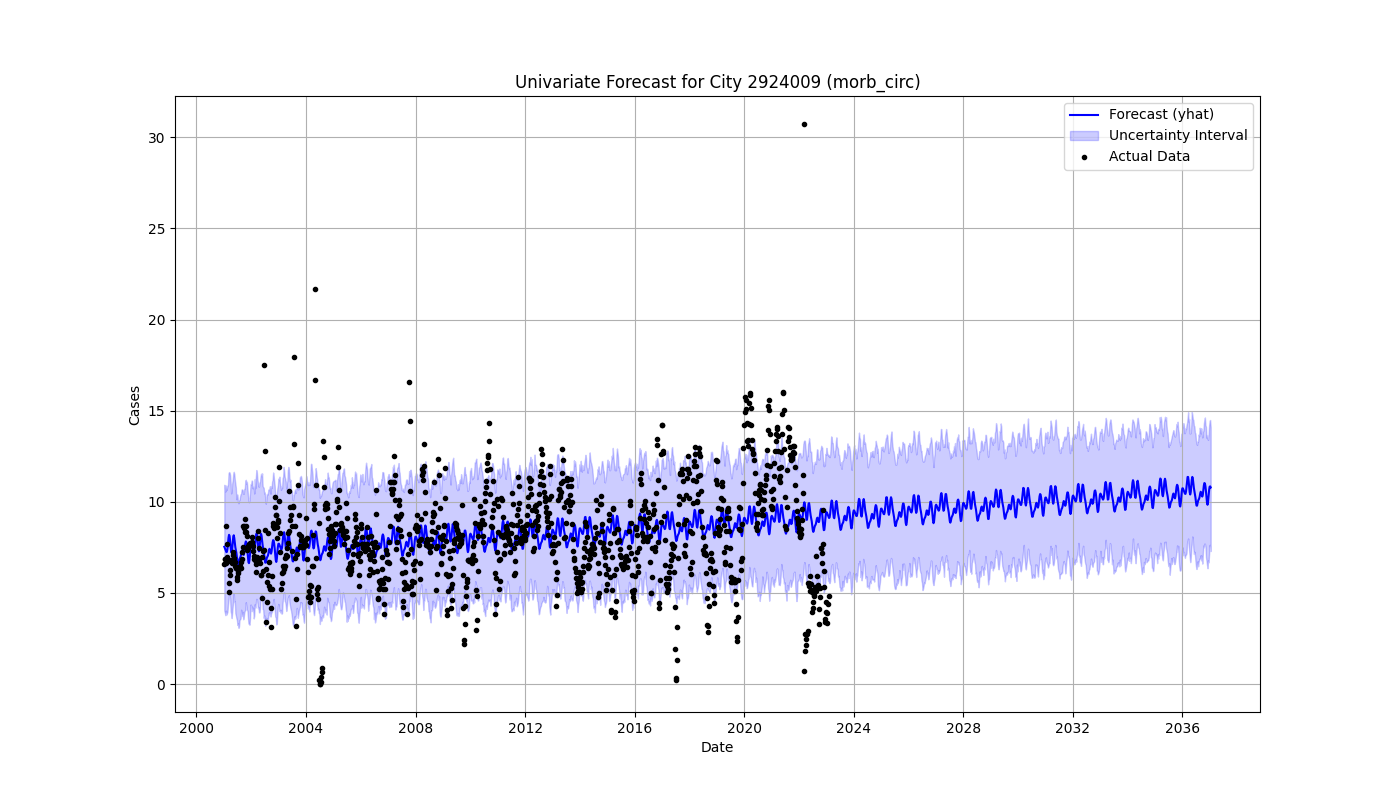 Univariate Forecast for City 2924009 (morb_circ)
Forecast (yhat)
Uncertainty Interval
Actual Data
Cases
30
25
20
15
10
5
0
2000 2004 2008 2012 2016 2020 2024 2028 2032 2036
Date